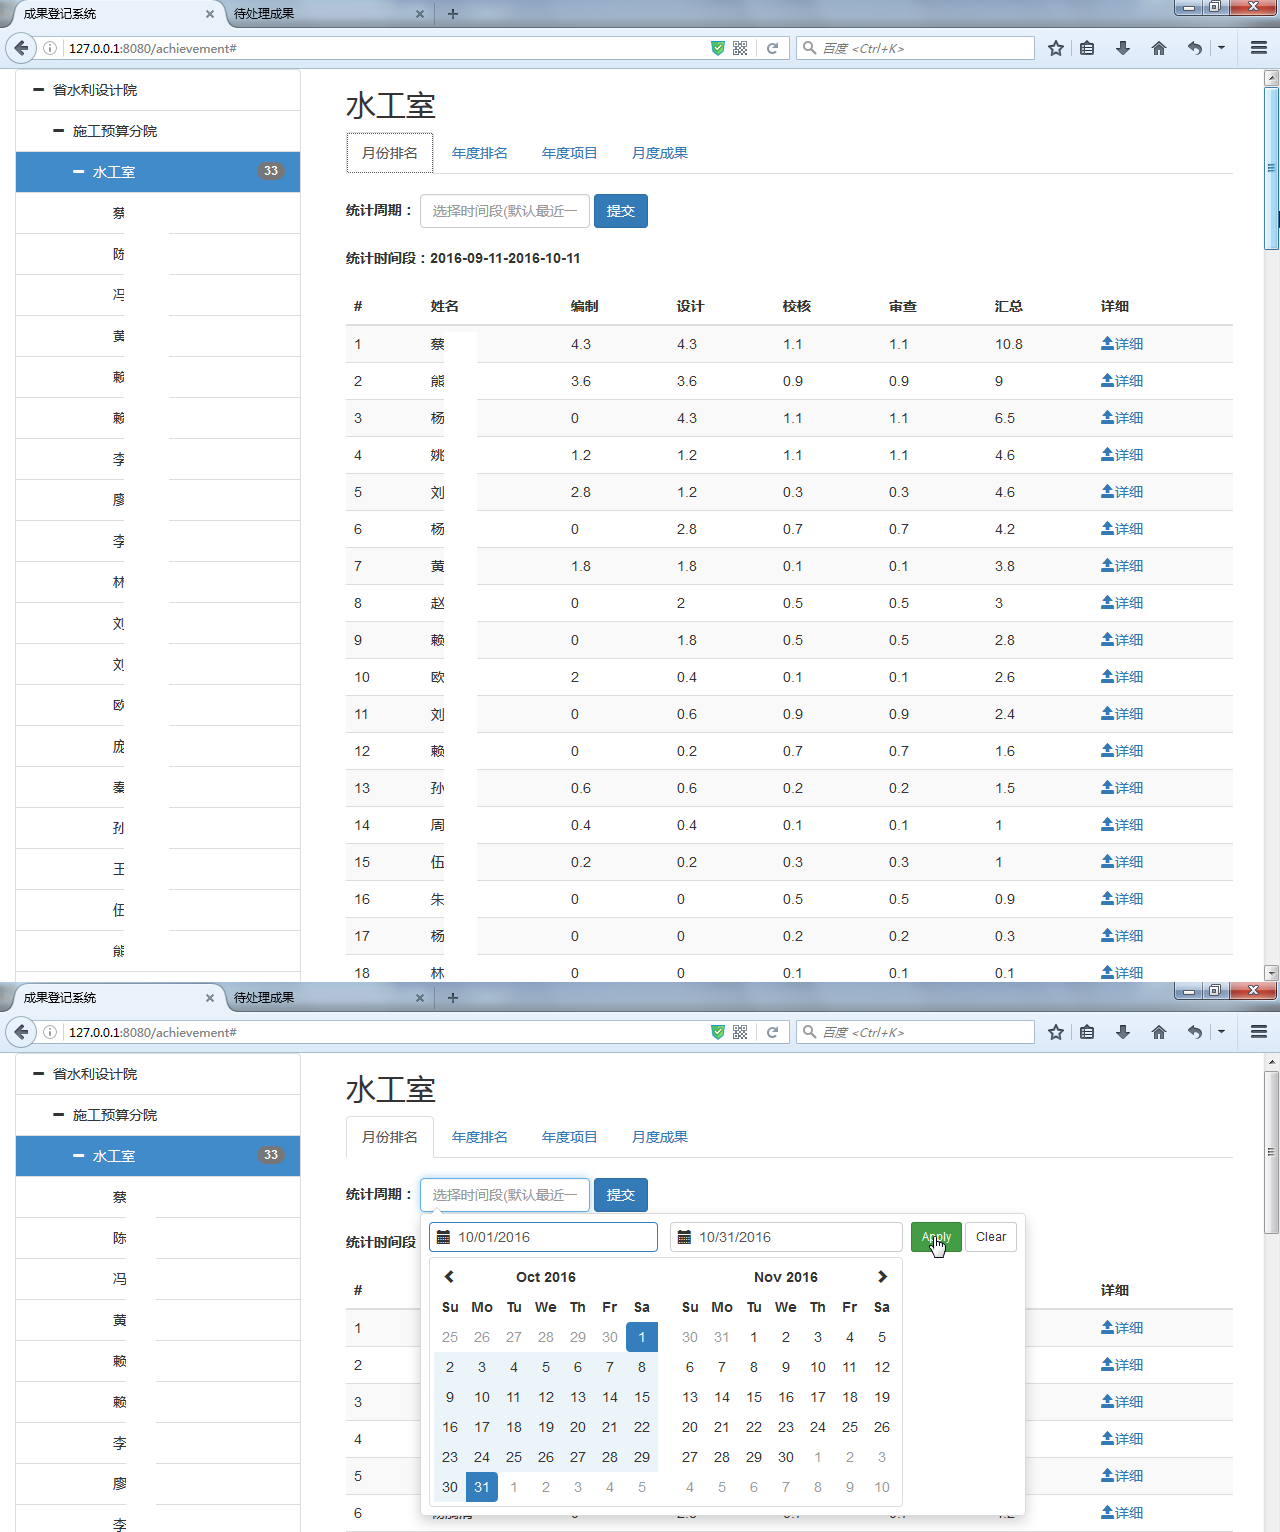 成果登记系统 待处理成果
127.0.0.1:8080/achievement# 百度 <Ctrl+K>
省水利设计院
施工预算分院
水工室 33
蔡
陈
冯
黄
赖
赖
李
廖
李
林
刘
刘
欧
庞
秦
孙
王
伍
熊
水工室
月份排名 年度排名 年度项目 月度成果
统计周期： 选择时间段(默认最近一 提交
统计时间段：2016-09-11-2016-10-11
# 姓名 编制 设计 校核 审查 汇总 详细
1 蔡 4.3 4.3 1.1 1.1 10.8 详细
2 熊 3.6 3.6 0.9 0.9 9 详细
3 杨 0 4.3 1.1 1.1 6.5 详细
4 姚 1.2 1.2 1.1 1.1 4.6 详细
5 刘 2.8 1.2 0.3 0.3 4.6 详细
6 杨 0 2.8 0.7 0.7 4.2 详细
7 黄 1.8 1.8 0.1 0.1 3.8 详细
8 赵 0 2 0.5 0.5 3 详细
9 赖 0 1.8 0.5 0.5 2.8 详细
10 欧 2 0.4 0.1 0.1 2.6 详细
11 刘 0 0.6 0.9 0.9 2.4 详细
12 赖 0 0.2 0.7 0.7 1.6 详细
13 孙 0.6 0.6 0.2 0.2 1.5 详细
14 周 0.4 0.4 0.1 0.1 1 详细
15 伍 0.2 0.2 0.3 0.3 1 详细
16 朱 0 0 0.5 0.5 0.9 详细
17 杨 0 0 0.2 0.2 0.3 详细
18 林 0 0 0.1 0.1 0.1 详细
成果登记系统 待处理成果
127.0.0.1:8080/achievement# 百度 <Ctrl+K>
省水利设计院
施工预算分院
水工室 33
蔡
陈
冯
黄
赖
赖
李
廖
李
水工室
月份排名 年度排名 年度项目 月度成果
统计周期： 选择时间段(默认最近一 提交
统计时间段
10/01/2016 10/31/2016 Apply Clear
Oct 2016 Nov 2016
Su Mo Tu We Th Fr Sa Su Mo Tu We Th Fr Sa
25 26 27 28 29 30 1 30 31 1 2 3 4 5
2 3 4 5 6 7 8 6 7 8 9 10 11 12
9 10 11 12 13 14 15 13 14 15 16 17 18 19
16 17 18 19 20 21 22 20 21 22 23 24 25 26
23 24 25 26 27 28 29 27 28 29 30 1 2 3
30 31 1 2 3 4 5 4 5 6 7 8 9 10
# 详细
1 详细
2 详细
3 详细
4 详细
5 详细
6 详细